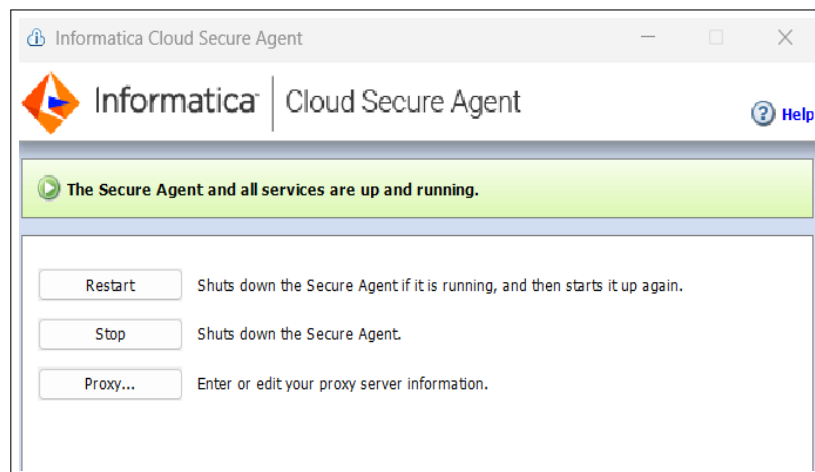 Informatica Cloud Secure Agent
Informatica Cloud Secure Agent
Help
The Secure Agent and all services are up and running.
Restart Shuts down the Secure Agent if it is running, and then starts it up again.
Stop Shuts down the Secure Agent.
Proxy... Enter or edit your proxy server information.